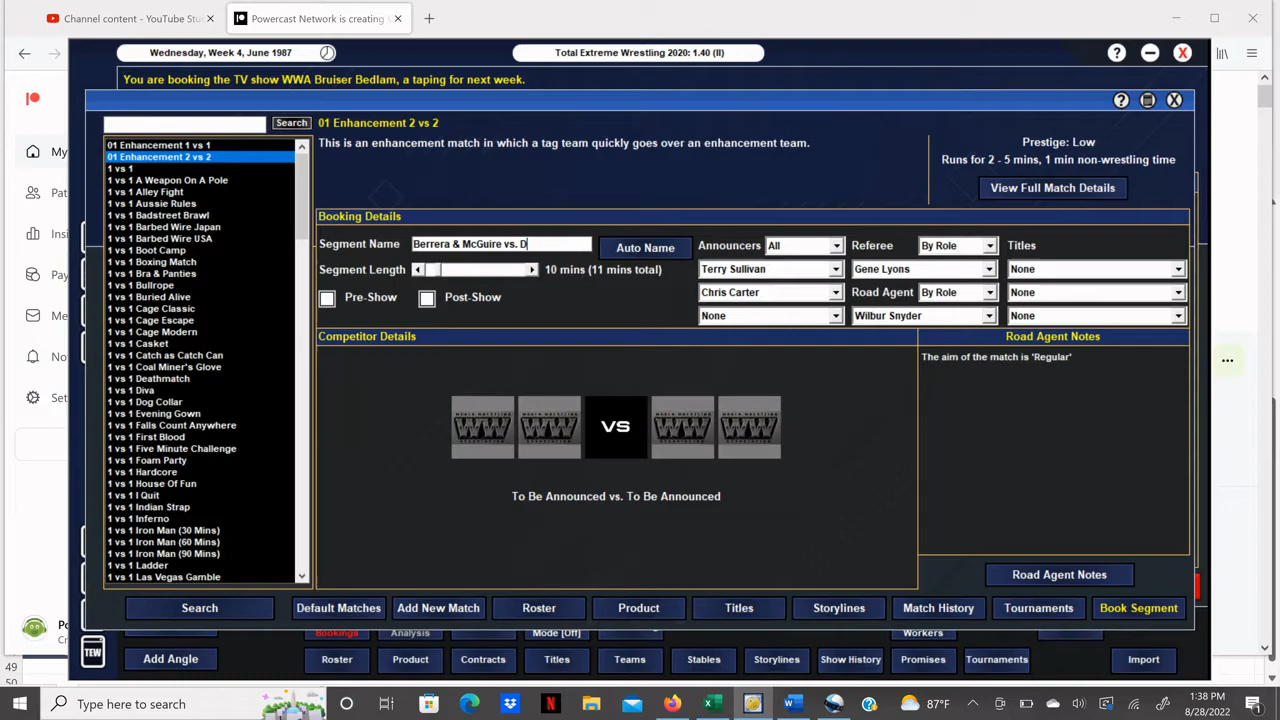 Channel content - YouTube Stu
Powercast Network is creating
Wednesday, Week 4, June 1987
Total Extreme Wrestling 2020: 1.40 (II)
You are booking the TV show WWA Bruiser Bedlam, a taping for next week.
Search
01 Enhancement 2 vs 2
This is an enhancement match in which a tag team quickly goes over an enhancement team.
Prestige: Low
Runs for 2 - 5 mins, 1 min non-wrestling time
View Full Match Details
01 Enhancement 1 vs 1
01 Enhancement 2 vs 2
1 vs 1
1 vs 1 A Weapon On A Pole
1 vs 1 Alley Fight
1 vs 1 Aussie Rules
1 vs 1 Badstreet Brawl
1 vs 1 Barbed Wire Japan
1 vs 1 Barbed Wire USA
1 vs 1 Boot Camp
1 vs 1 Boxing Match
1 vs 1 Bra & Panties
1 vs 1 Bullrope
1 vs 1 Buried Alive
1 vs 1 Cage Classic
1 vs 1 Cage Escape
1 vs 1 Cage Modern
1 vs 1 Casket
1 vs 1 Catch as Catch Can
1 vs 1 Coal Miner's Glove
1 vs 1 Deathmatch
1 vs 1 Diva
1 vs 1 Dog Collar
1 vs 1 Evening Gown
1 vs 1 Falls Count Anywhere
1 vs 1 First Blood
1 vs 1 Five Minute Challenge
1 vs 1 Foam Party
1 vs 1 Hardcore
1 vs 1 House Of Fun
1 vs 1 I Quit
1 vs 1 Indian Strap
1 vs 1 Inferno
1 vs 1 Iron Man (30 Mins)
1 vs 1 Iron Man (60 Mins)
1 vs 1 Iron Man (90 Mins)
1 vs 1 Ladder
1 vs 1 Las Vegas Gamble
Booking Details
Segment Name Berrera & McGuire vs. D Auto Name
Segment Length 10 mins (11 mins total)
Pre-Show Post-Show
Announcers All Referee By Role Titles
Terry Sullivan Gene Lyons None
Chris Carter Road Agent By Role None
None Wilbur Snyder None
Competitor Details
VS
To Be Announced vs. To Be Announced
Road Agent Notes
The aim of the match is 'Regular'
Road Agent Notes
Search Default Matches Add New Match Roster Product Titles Storylines Match History Tournaments Book Segment
Bookings Analysis Mode [Off] Workers
TEW
Add Angle Roster Product Contracts Titles Teams Stables Storylines Show History Promises Tournaments Import
My
Pat
Insi
Pay
Me
Not
Set
Po
Cr
49
50
Type here to search
87°F
1:38 PM
8/28/2022